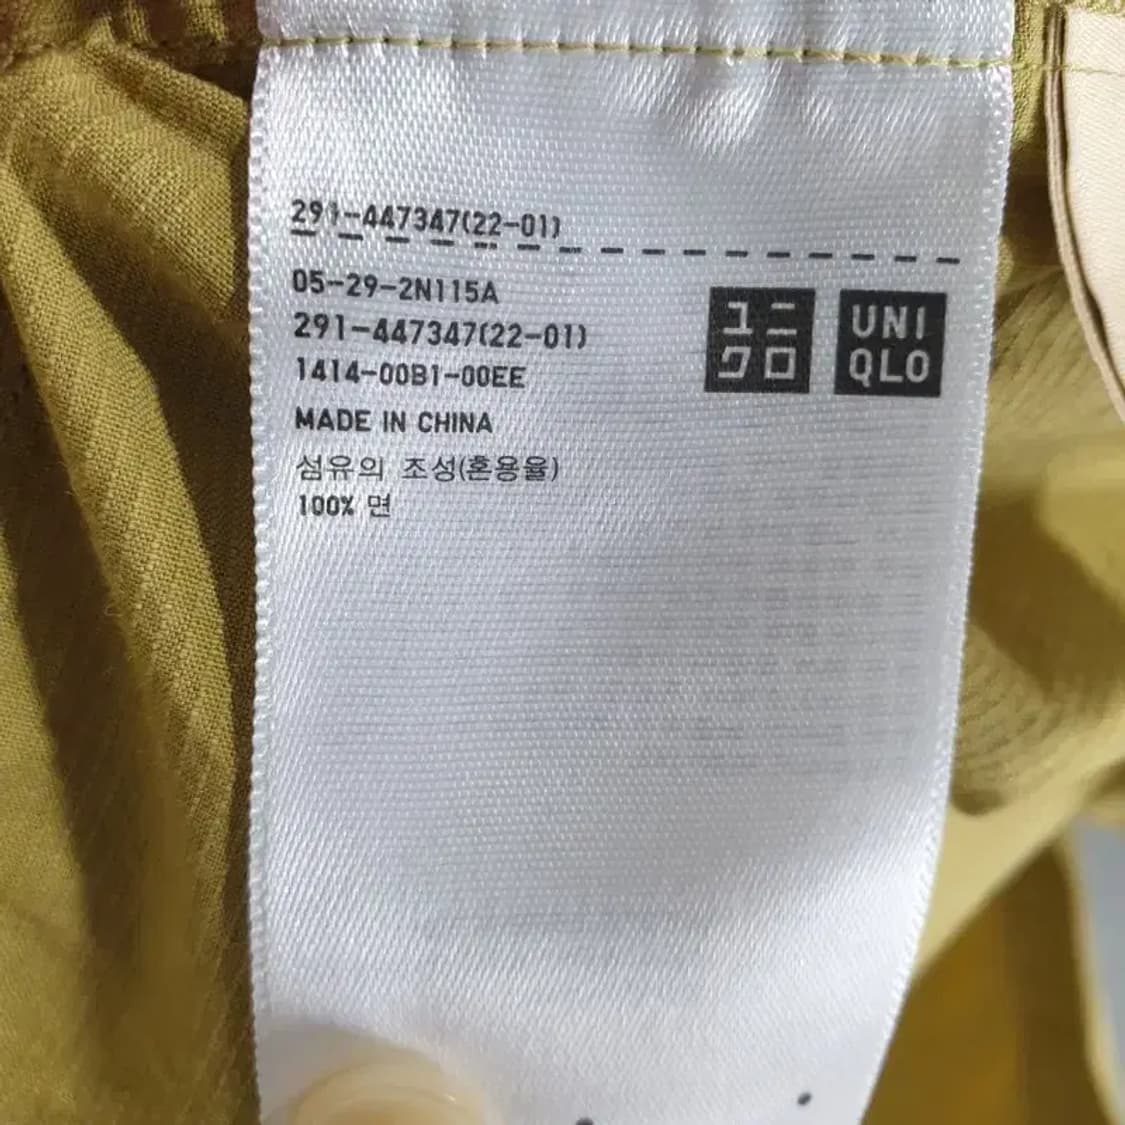 291-447347(22-01)
05-29-2N115A
291-447347(22-01)
1414-00B1-00EE
MADE IN CHINA
섬유의 조성(혼용율)
100% 면
ユニ
クロ
UNI
QLO